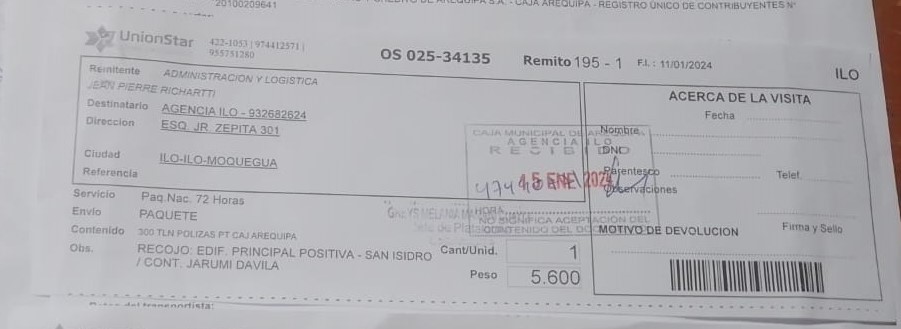 20100209641
CAJA AREQUIPA - REGISTRO ÚNICO DE CONTRIBUYENTES N°
UnionStar
422-1053 | 974412571 |
955751280
OS 025-34135
Remito 195 - 1 F.I.: 11/01/2024
ILO
Remitente ADMINISTRACION Y LOGISTICA
JEAN PIERRE RICHARTTI
Destinatario AGENCIA ILO - 932682624
Direccion ESQ. JR. ZEPITA 301
Ciudad ILO-ILO-MOQUEGUA
Referencia
ACERCA DE LA VISITA
Fecha
Nombre
DNI
Parentesco
Telef.
Observaciones
MOTIVO DE DEVOLUCION
Firma y Sello
CAJA MUNICIPAL DE
AGENCIA ILO
RECIBIDO
15 ENE 2024
HORA
NO SIGNIFICA ACEPTACIÓN DEL
CONTENIDO DEL
Servicio Paq.Nac. 72 Horas
Envio PAQUETE
Contenido 300 TLN POLIZAS PT CAJ AREQUIPA
Obs. RECOJO: EDIF. PRINCIPAL POSITIVA - SAN ISIDRO
/ CONT. JARUMI DAVILA
Cant/Unid. 1
Peso 5.600